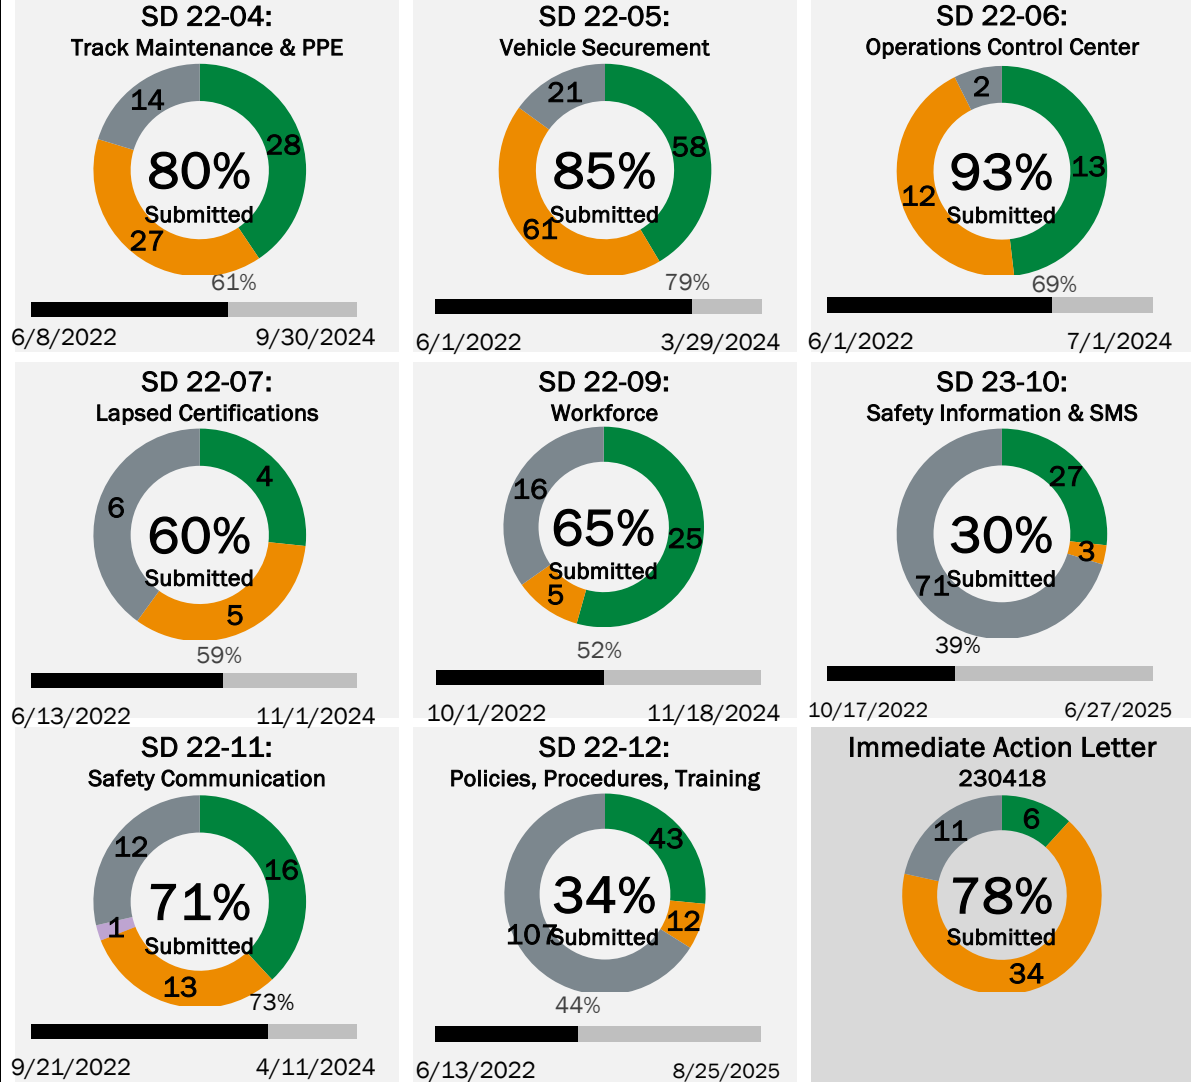 SD 22-04:
Track Maintenance & PPE
14
28
80%
Submitted
27
61%
6/8/2022
9/30/2024
SD 22-05:
Vehicle Securement
21
58
85%
Submitted
61
79%
6/1/2022
3/29/2024
SD 22-06:
Operations Control Center
2
13
93%
12
Submitted
69%
6/1/2022
7/1/2024
SD 22-07:
Lapsed Certifications
4
6
60%
Submitted
5
59%
6/13/2022
11/1/2024
SD 22-09:
Workforce
16
65%
25
Submitted
5
52%
10/1/2022
11/18/2024
SD 23-10:
Safety Information & SMS
27
30%
3
71
Submitted
39%
10/17/2022
6/27/2025
SD 22-11:
Safety Communication
12
16
71%
1
Submitted
13
73%
9/21/2022
4/11/2024
SD 22-12:
Policies, Procedures, Training
43
34%
12
107
Submitted
44%
6/13/2022
8/25/2025
Immediate Action Letter
230418
6
11
78%
Submitted
34